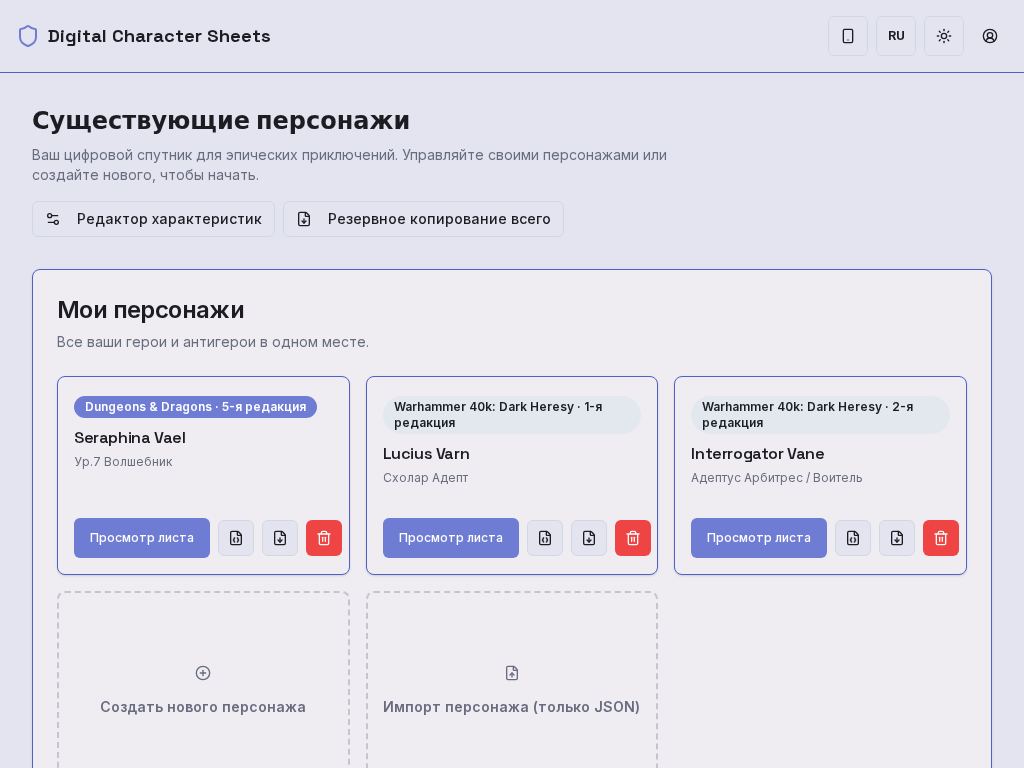 Digital Character Sheets
RU
Существующие персонажи
Ваш цифровой спутник для эпических приключений. Управляйте своими персонажами или
создайте нового, чтобы начать.
Редактор характеристик
Резервное копирование всего
Мои персонажи
Все ваши герои и антигерои в одном месте.
Dungeons & Dragons · 5-я редакция
Seraphina Vael
Ур.7 Волшебник
Просмотр листа
Warhammer 40k: Dark Heresy · 1-я
редакция
Lucius Varn
Схолар Адепт
Просмотр листа
Warhammer 40k: Dark Heresy · 2-я
редакция
Interrogator Vane
Адептус Арбитрес / Воитель
Просмотр листа
Создать нового персонажа
Импорт персонажа (только JSON)